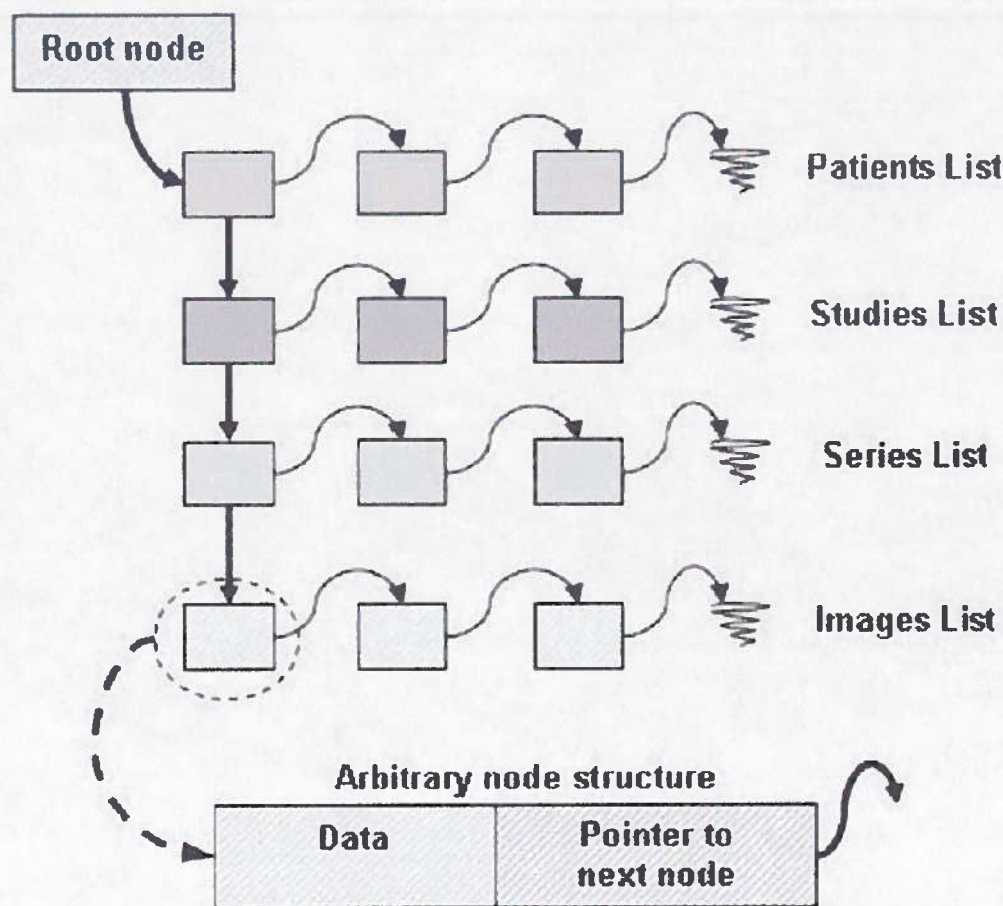 Root node
Patients List
Studies List
Series List
Images List
Arbitrary node structure
Data
Pointer to
next node